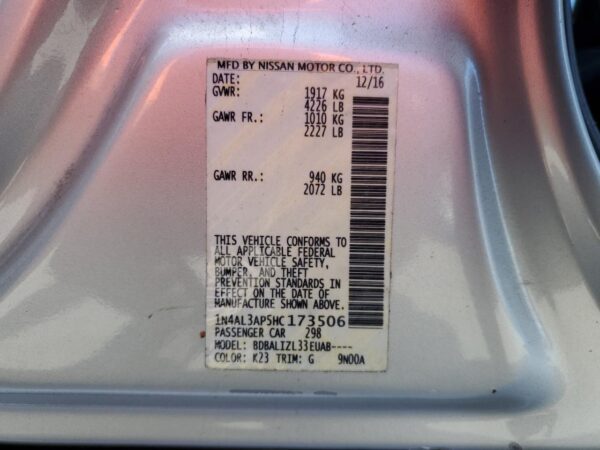 MFD BY NISSAN MOTOR CO., LTD.
DATE: 12/16
GVWR: 1917 KG
4226 LB
GAWR FR.: 1010 KG
2227 LB
GAWR RR.: 940 KG
2072 LB
THIS VEHICLE CONFORMS TO
ALL APPLICABLE FEDERAL
MOTOR VEHICLE SAFETY,
BUMPER, AND THEFT
PREVENTION STANDARDS IN
EFFECT ON THE DATE OF
MANUFACTURE SHOWN ABOVE.
1N4AL3AP5HC173506
PASSENGER CAR 298
MODEL: BDBALIZL33EUAB----
COLOR: K23 TRIM: G 9N00A